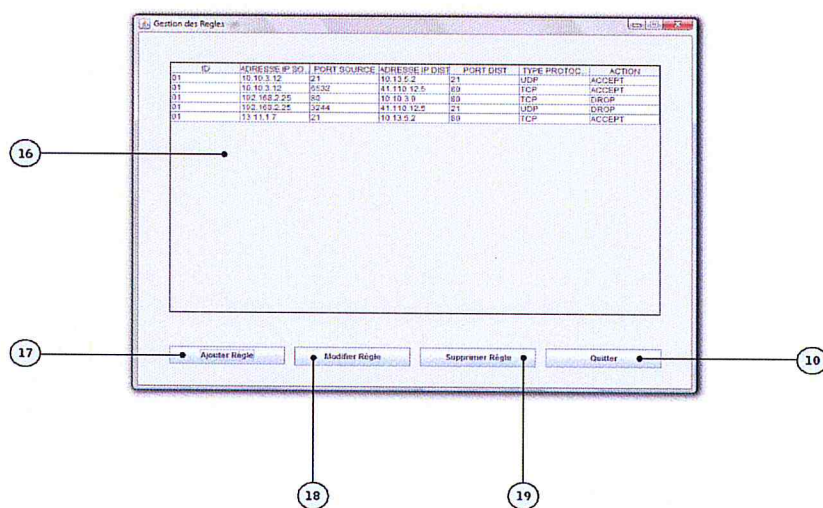 Gestion des Regles
ID ADRESSE IP SO... PORT SOURCE ADRESSE IP DIST PORT DIST TYPE PROTOC... ACTION
01 10.10.3.12 21 10.13.5.2 21 UDP ACCEPT
01 10.10.3.12 6532 41.110.12.5 80 TCP ACCEPT
01 192.168.2.25 80 10.10.3.9 80 TCP DROP
01 192.168.2.25 3244 41.110.12.5 21 UDP DROP
01 13.11.1.7 21 10.13.5.2 80 TCP ACCEPT
16
17 Ajouter Règle Modifier Règle Supprimer Règle Quitter 10
18 19